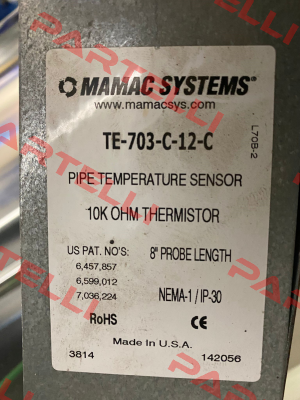 MAMAC SYSTEMS®
www.mamacsys.com
TE-703-C-12-C
L70B-2
PIPE TEMPERATURE SENSOR
10K OHM THERMISTOR
US PAT. NO'S: 8" PROBE LENGTH
6,457,857
6,599,012
7,036,224 NEMA-1 / IP-30
RoHS CE
Made in U.S.A.
3814 142056
PARTELLI
PARTELLI
PARTELLI